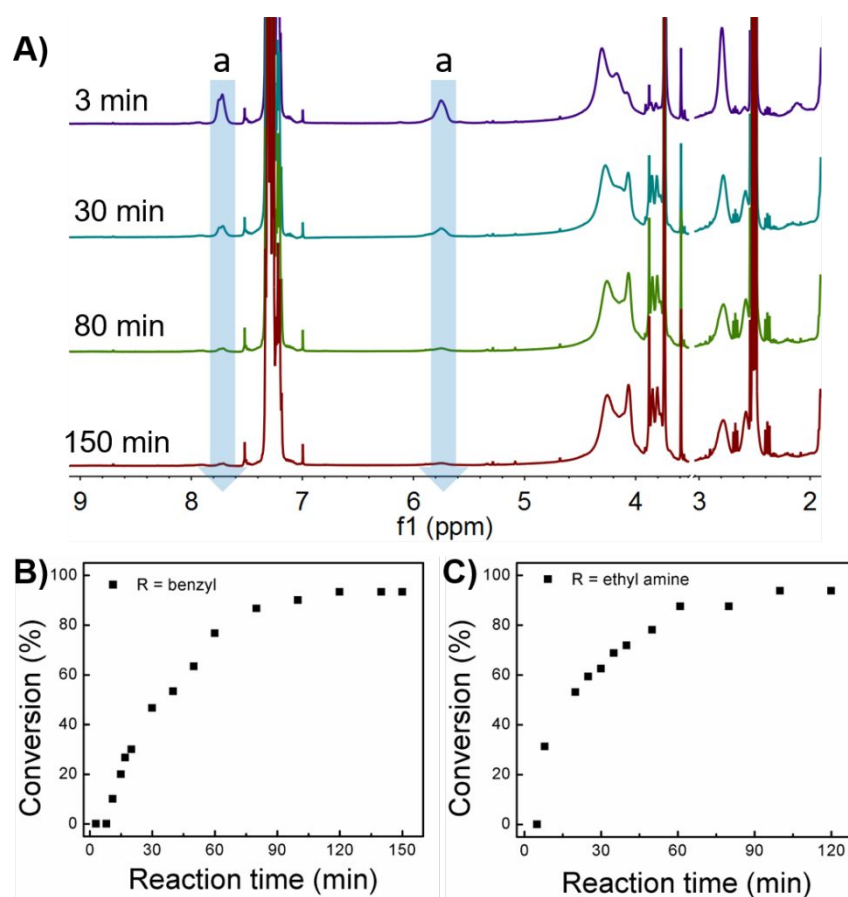 A)
a a
3 min
30 min
80 min
150 min
9 8 7 6 5 4 3 2
f1 (ppm)
B)
R = benzyl
Conversion (%)
100
80
60
40
20
0
0 30 60 90 120 150
Reaction time (min)
C)
R = ethyl amine
Conversion (%)
100
80
60
40
20
0
0 30 60 90 120
Reaction time (min)